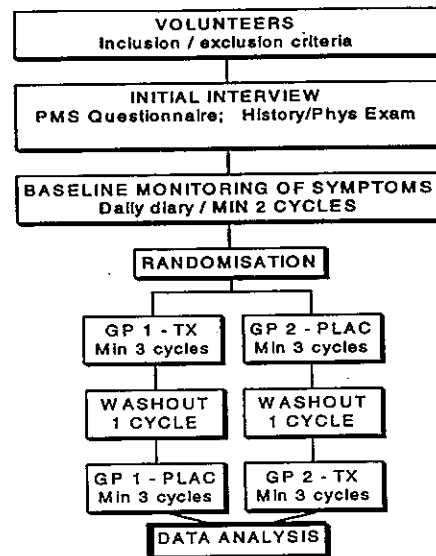 VOLUNTEERS
Inclusion / exclusion criteria
INITIAL INTERVIEW
PMS Questionnaire; History/Phys Exam
BASELINE MONITORING OF SYMPTOMS
Daily diary / MIN 2 CYCLES
RANDOMISATION
GP 1 - TX
Min 3 cycles
GP 2 - PLAC
Min 3 cycles
WASHOUT
1 CYCLE
WASHOUT
1 CYCLE
GP 1 - PLAC
Min 3 cycles
GP 2 - TX
Min 3 cycles
DATA ANALYSIS